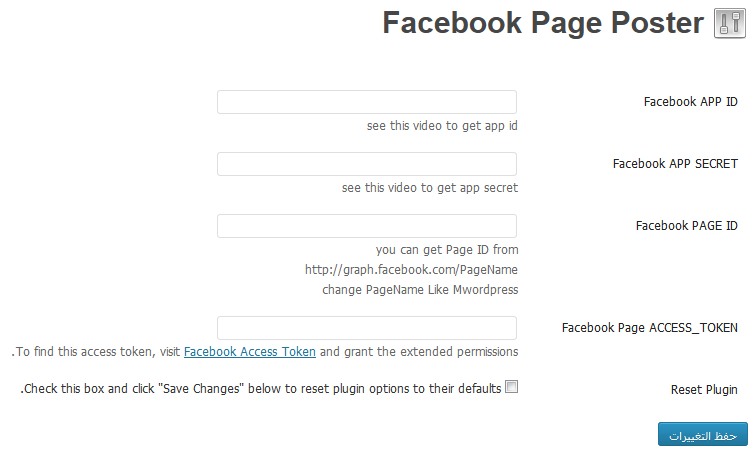 Facebook Page Poster
Facebook APP ID
see this video to get app id
Facebook APP SECRET
see this video to get app secret
Facebook PAGE ID
you can get Page ID from
http://graph.facebook.com/PageName
change PageName Like Mwordpress
Facebook Page ACCESS_TOKEN
.To find this access token, visit Facebook Access Token and grant the extended permissions
Reset Plugin
.Check this box and click "Save Changes" below to reset plugin options to their defaults
حفظ التغييرات